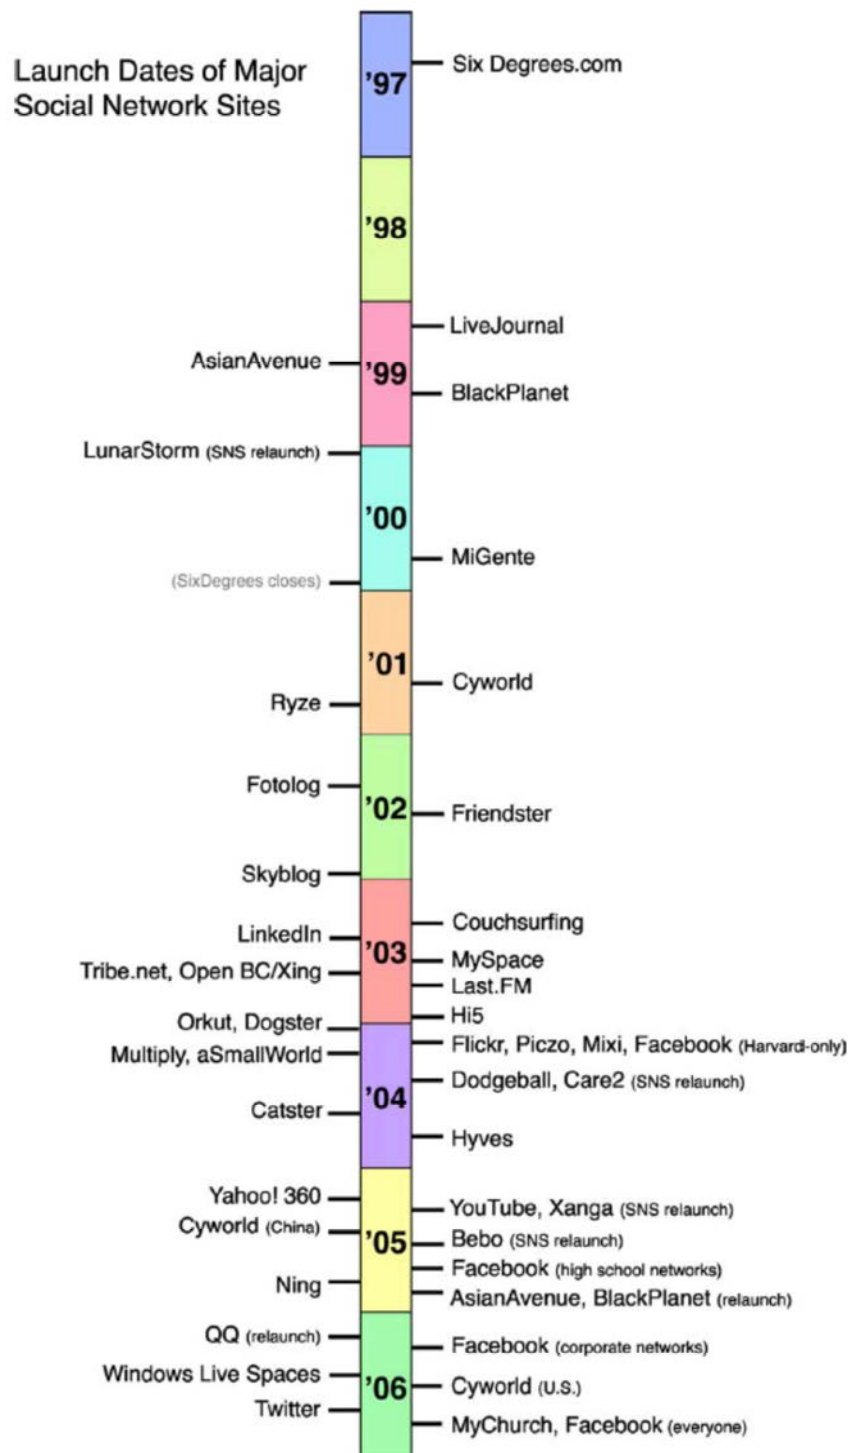 Launch Dates of Major
Social Network Sites
'97
Six Degrees.com
'98
LiveJournal
AsianAvenue
'99
BlackPlanet
LunarStorm (SNS relaunch)
'00
MiGente
(SixDegrees closes)
'01
Cyworld
Ryze
Fotolog
'02
Friendster
Skyblog
Couchsurfing
LinkedIn
'03
MySpace
Tribe.net, Open BC/Xing
Last.FM
Hi5
Orkut, Dogster
Flickr, Piczo, Mixi, Facebook (Harvard-only)
Multiply, aSmallWorld
Dodgeball, Care2 (SNS relaunch)
'04
Catster
Hyves
Yahoo! 360
YouTube, Xanga (SNS relaunch)
Cyworld (China)
'05
Bebo (SNS relaunch)
Facebook (high school networks)
Ning
AsianAvenue, BlackPlanet (relaunch)
QQ (relaunch)
Facebook (corporate networks)
Windows Live Spaces
'06
Cyworld (U.S.)
Twitter
MyChurch, Facebook (everyone)